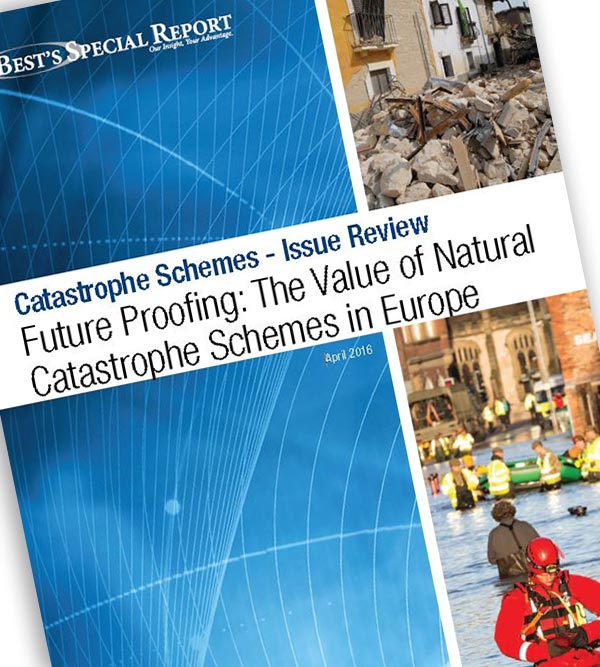 BEST'S SPECIAL REPORT
Our Insight, Your Advantage.
Catastrophe Schemes - Issue Review
Future Proofing: The Value of Natural
Catastrophe Schemes in Europe
April 2016
SEA